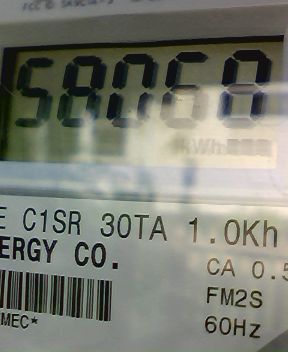 58068
kWh
E C1SR 30TA 1.0Kh
ERGY CO.
CA 0.5
FM2S
MEC*
60Hz